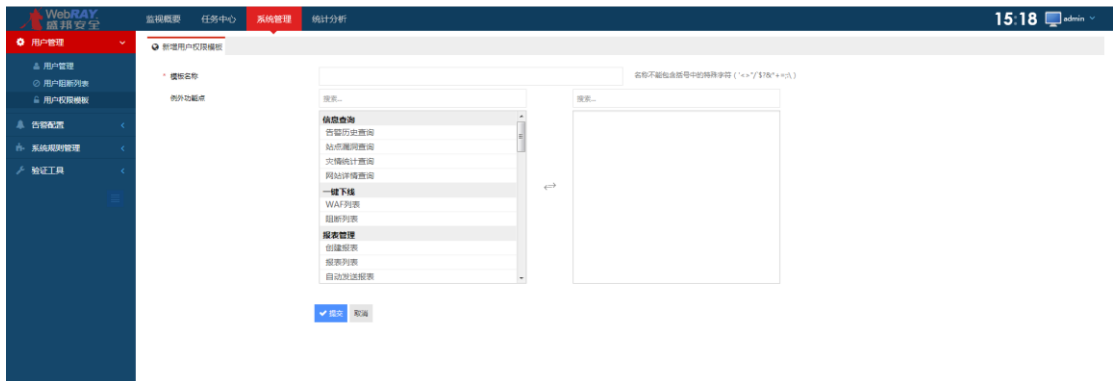 WebRAY
盛邦安全
监视概要 任务中心 系统管理 统计分析
15:18 admin
用户管理
用户管理
用户阻断列表
用户权限模板
告警配置
系统规则管理
验证工具
新增用户权限模板
* 模板名称
名称不能包含括号中的特殊字符
例外功能点
搜索...
搜索...
信息查询
告警历史查询
站点漏洞查询
灾情统计查询
网站详情查询
一键下线
WAF列表
阻断列表
报表管理
创建报表
报表列表
自动发送报表
提交 取消